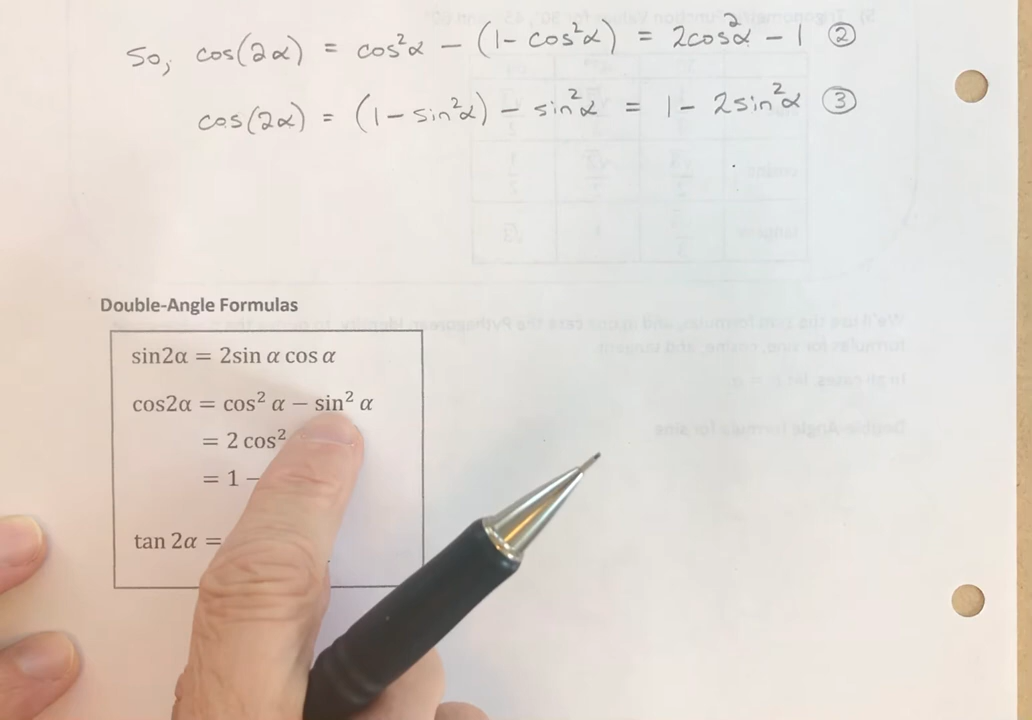 So, cos(2α) = cos²α − (1 − cos²α) = 2cos²α − 1 ②
cos(2α) = (1 − sin²α) − sin²α = 1 − 2sin²α ③
Double-Angle Formulas
sin2α = 2sin α cos α
cos2α = cos² α − sin² α
= 2 cos²
= 1 −
tan 2α =